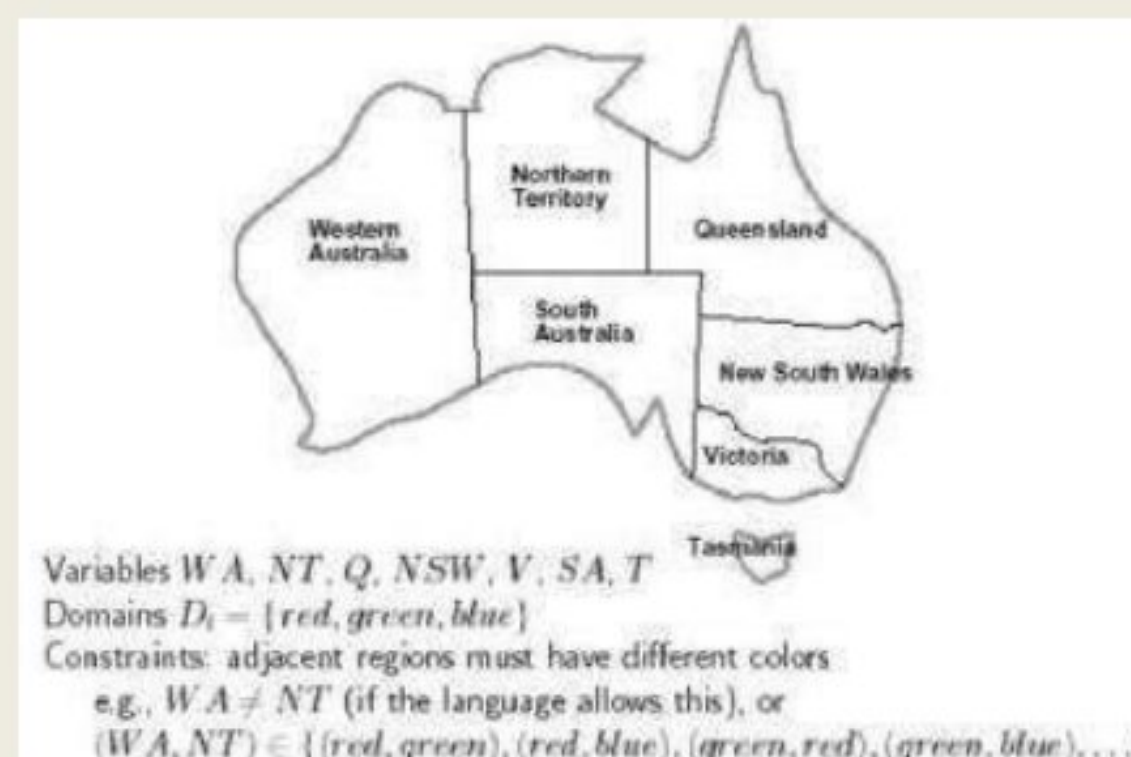 Northern
Territory
Western
Australia
Queensland
South
Australia
New South Wales
Victoria
Tasmania
Variables WA, NT, Q, NSW, V, SA, T
Domains Dᵢ = {red, green, blue}
Constraints: adjacent regions must have different colors
e.g., WA ≠ NT (if the language allows this), or
(WA, NT) ∈ {(red, green), (red, blue), (green, red), (green, blue), ...